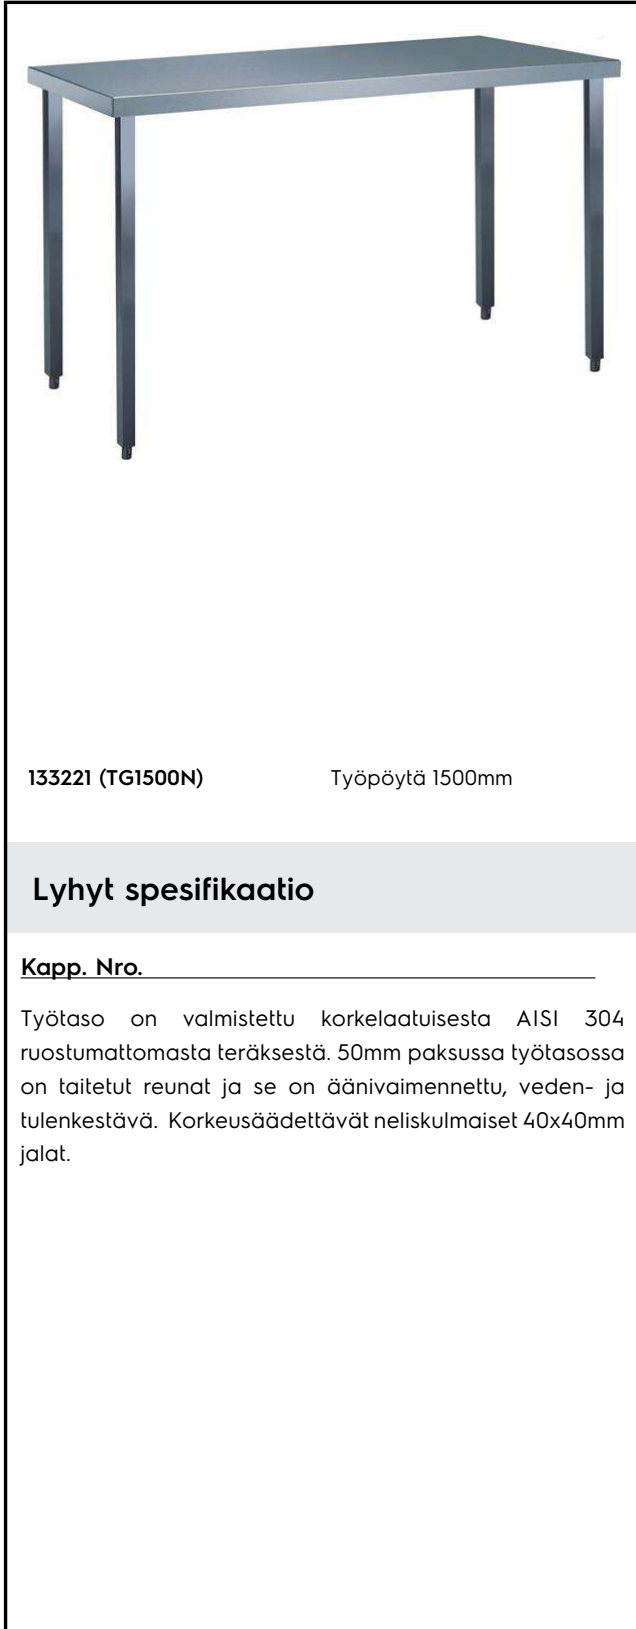 133221 (TG1500N) Työpöytä 1500mm
Lyhyt spesifikaatio
Kapp. Nro.
Työtaso on valmistettu korkelaatuisesta AISI 304
ruostumattomasta teräksestä. 50mm paksussa työtasossa
on taitetut reunat ja se on äänivaimennettu, veden- ja
tulenkestävä. Korkeusäädettävät neliskulmaiset 40x40mm
jalat.